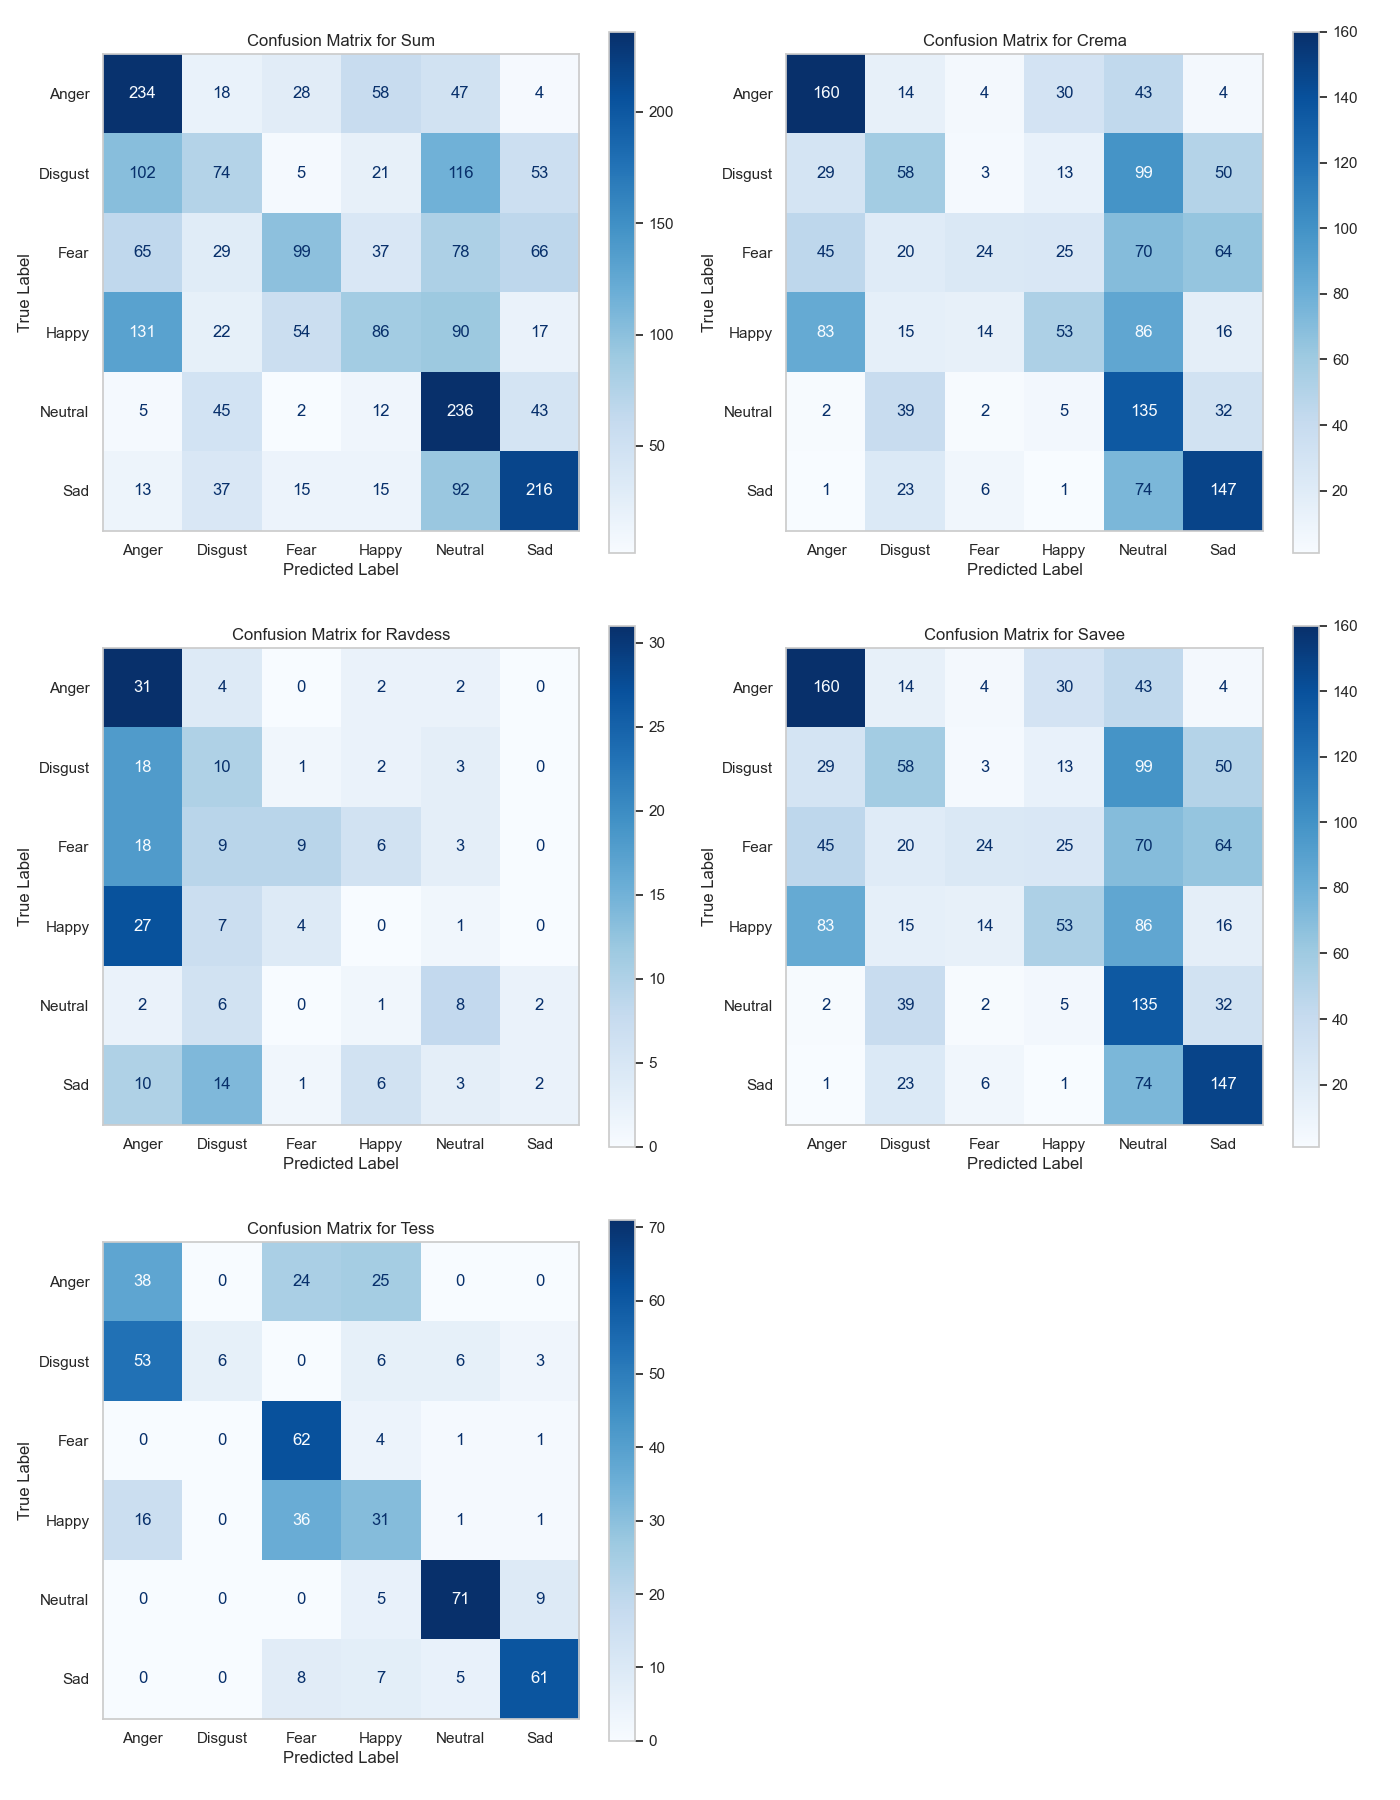 Confusion Matrix for Sum
True Label
Anger 234 18 28 58 47 4
Disgust 102 74 5 21 116 53
Fear 65 29 99 37 78 66
Happy 131 22 54 86 90 17
Neutral 5 45 2 12 236 43
Sad 13 37 15 15 92 216
Anger Disgust Fear Happy Neutral Sad
Predicted Label
200
150
100
50
Confusion Matrix for Crema
True Label
Anger 160 14 4 30 43 4
Disgust 29 58 3 13 99 50
Fear 45 20 24 25 70 64
Happy 83 15 14 53 86 16
Neutral 2 39 2 5 135 32
Sad 1 23 6 1 74 147
Anger Disgust Fear Happy Neutral Sad
Predicted Label
160
140
120
100
80
60
40
20
Confusion Matrix for Ravdess
True Label
Anger 31 4 0 2 2 0
Disgust 18 10 1 2 3 0
Fear 18 9 9 6 3 0
Happy 27 7 4 0 1 0
Neutral 2 6 0 1 8 2
Sad 10 14 1 6 3 2
Anger Disgust Fear Happy Neutral Sad
Predicted Label
30
25
20
15
10
5
0
Confusion Matrix for Savee
True Label
Anger 160 14 4 30 43 4
Disgust 29 58 3 13 99 50
Fear 45 20 24 25 70 64
Happy 83 15 14 53 86 16
Neutral 2 39 2 5 135 32
Sad 1 23 6 1 74 147
Anger Disgust Fear Happy Neutral Sad
Predicted Label
160
140
120
100
80
60
40
20
Confusion Matrix for Tess
True Label
Anger 38 0 24 25 0 0
Disgust 53 6 0 6 6 3
Fear 0 0 62 4 1 1
Happy 16 0 36 31 1 1
Neutral 0 0 0 5 71 9
Sad 0 0 8 7 5 61
Anger Disgust Fear Happy Neutral Sad
Predicted Label
70
60
50
40
30
20
10
0